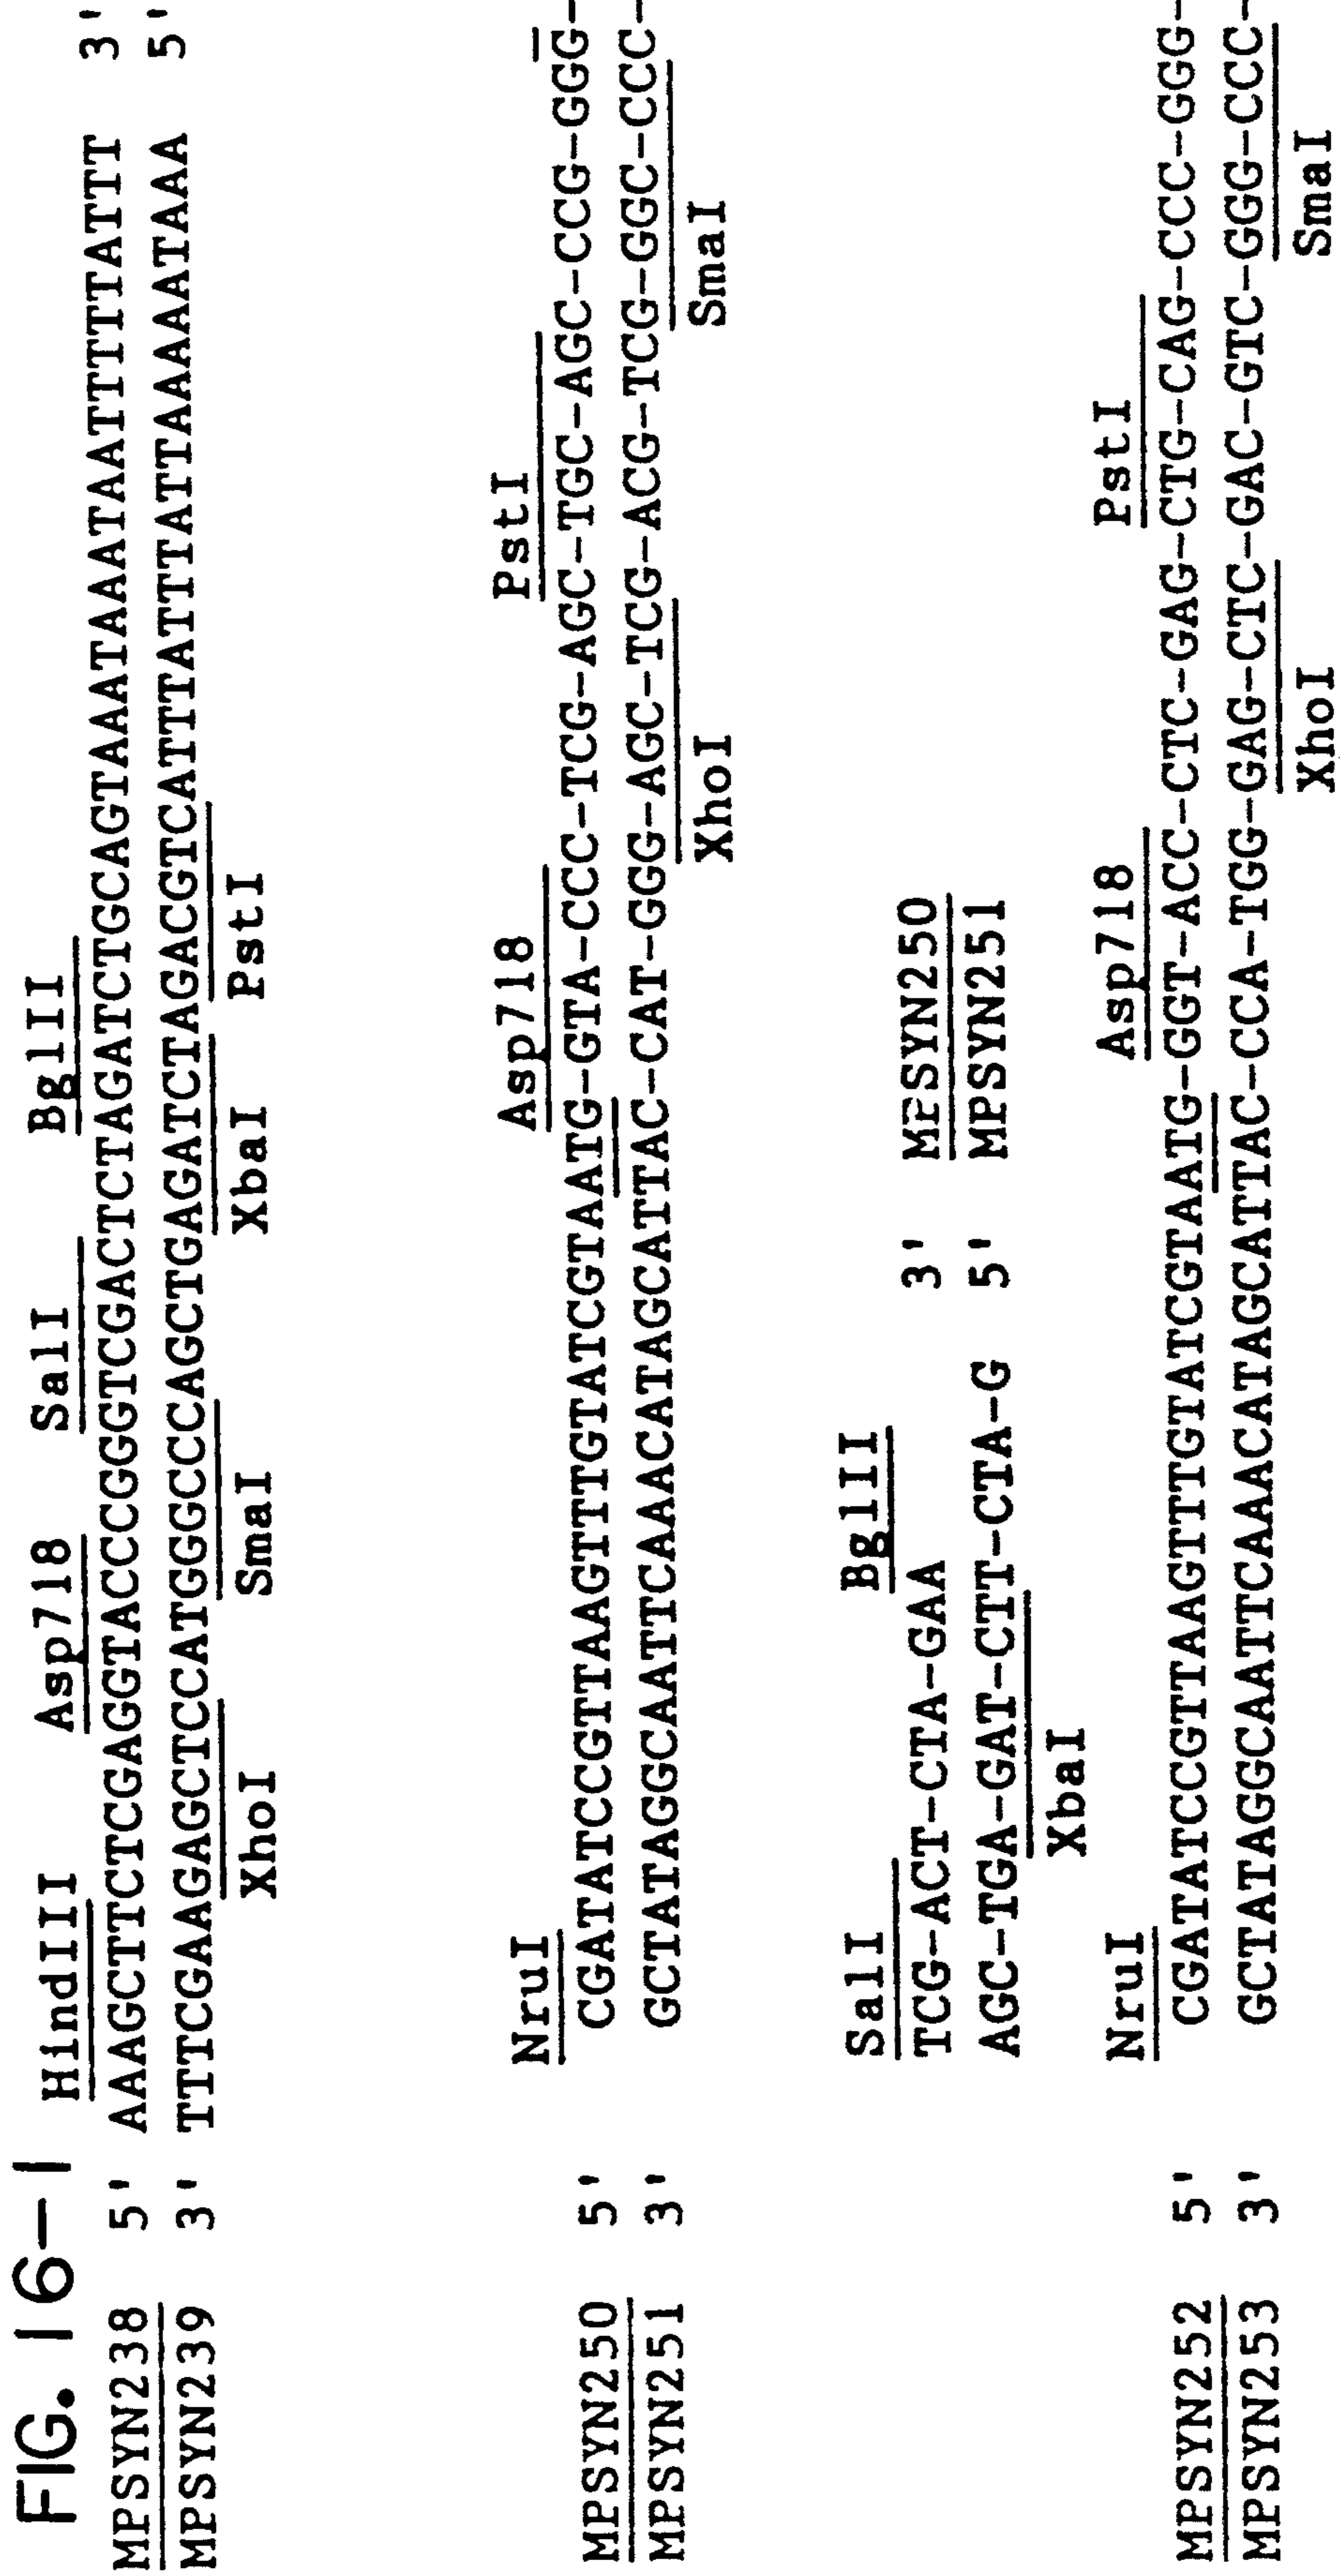 FIG. 16-1
HindIII Asp718 SalI BglII
MPSYN238 5' AAAGCTTCTCGAGGTACCCGGGTCGACTCTAGATCTGCAGTAAATAAATAATAATTTTTATT 3'
MPSYN239 3' TTTCGAAGAGCTCCATGGGCCCAGCTGAGATCTAGACGTCATTTATTTATTATTAAAAATAA 5'
XhoI SmaI XbaI PstI
NruI Asp718 PstI
MPSYN250 5' CGATATCCGTTAAGTTTGTATCGTAATG-GTA-CCC-TCG-AGC-TGC-AGC-CCG-GGG-
MPSYN251 3' GCTATAGGCAATTCAAACATAGCATTAC-CAT-GGG-AGC-TCG-ACG-TCG-GGC-CCC-
XhoI SmaI
SalI BglII
TCG-ACT-CTA-GAA 3' MPSYN250
AGC-TGA-GAT-CTT-CTA-G 5' MPSYN251
XbaI
NruI Asp718 PstI
MPSYN252 5' CGATATCCGTTAAGTTTGTATCGTAATG-GGT-ACC-CTC-GAG-CTG-CAG-CCC-GGG-
MPSYN253 3' GCTATAGGCAATTCAAACATAGCATTAC-CCA-TGG-GAG-CTC-GAC-GTC-GGG-CCC-
XhoI SmaI